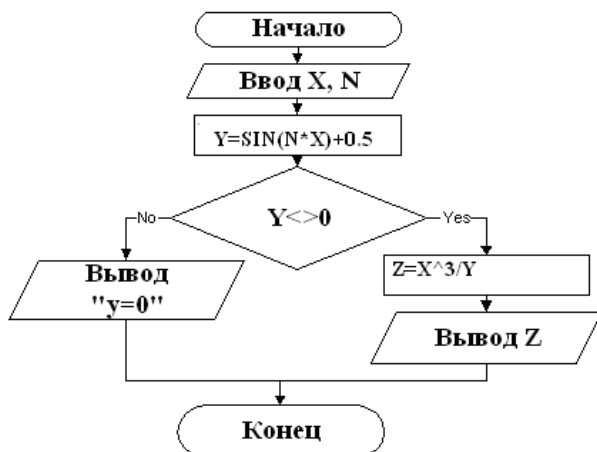 Начало
Ввод X, N
Y=SIN(N*X)+0.5
Y<>0
No
Yes
Вывод
"y=0"
Z=X^3/Y
Вывод Z
Конец